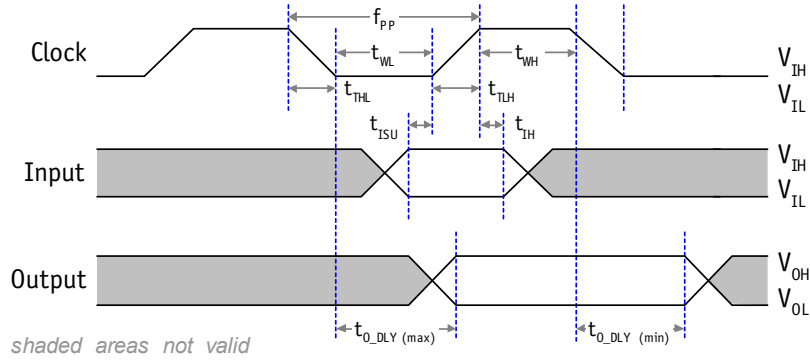 f_PP
Clock
t_WL
t_WH
V_IH
t_THL
t_TLH
V_IL
t_ISU
t_IH
Input
V_IH
V_IL
Output
V_OH
V_OL
t_O_DLY (max)
t_O_DLY (min)
shaded areas not valid